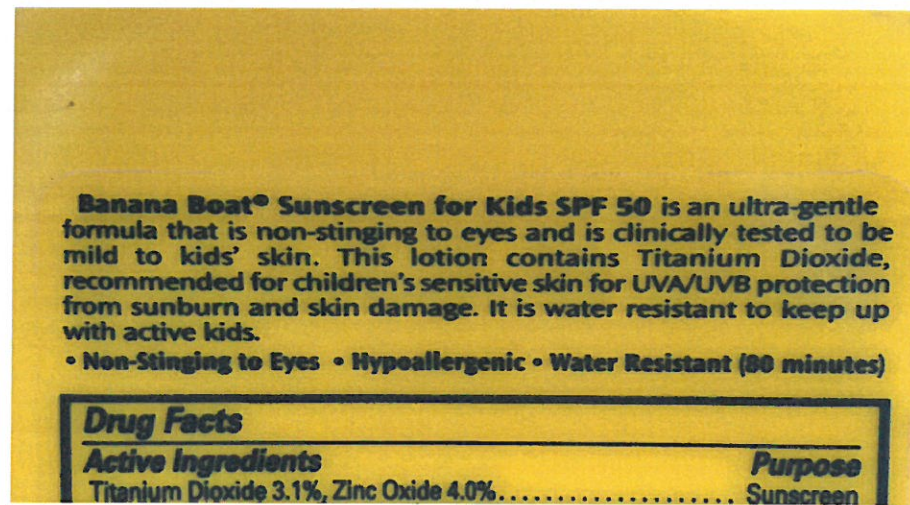 Banana Boat® Sunscreen for Kids SPF 50 is an ultra-gentle
formula that is non-stinging to eyes and is clinically tested to be
mild to kids' skin. This lotion contains Titanium Dioxide,
recommended for children's sensitive skin for UVA/UVB protection
from sunburn and skin damage. It is water resistant to keep up
with active kids.
• Non-Stinging to Eyes • Hypoallergenic • Water Resistant (80 minutes)
Drug Facts
Active Ingredients Purpose
Titanium Dioxide 3.1%, Zinc Oxide 4.0%..................... Sunscreen